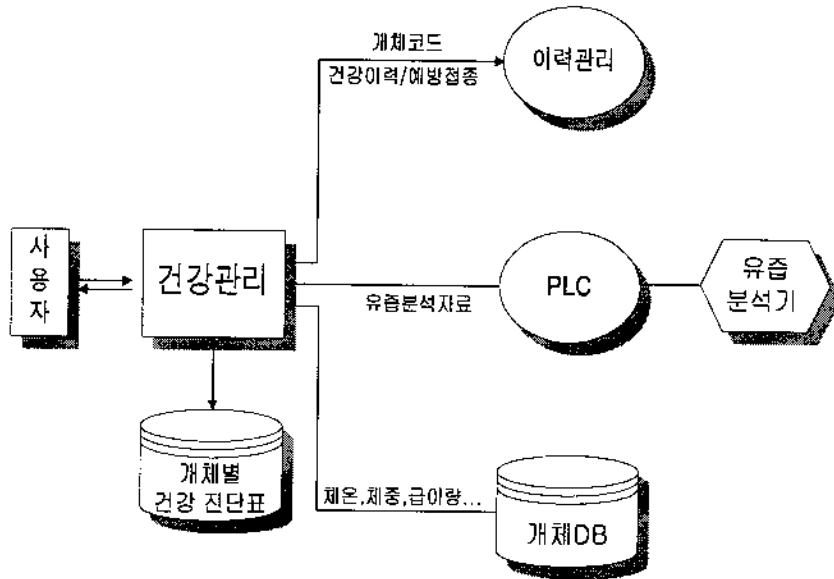 개체코드
건강이력/예방접종
이력관리
사
용
자
건강관리
유즙분석자료
PLC
유즙
분석기
개체별
건강 진단표
체온,체중,급이량...
개체DB